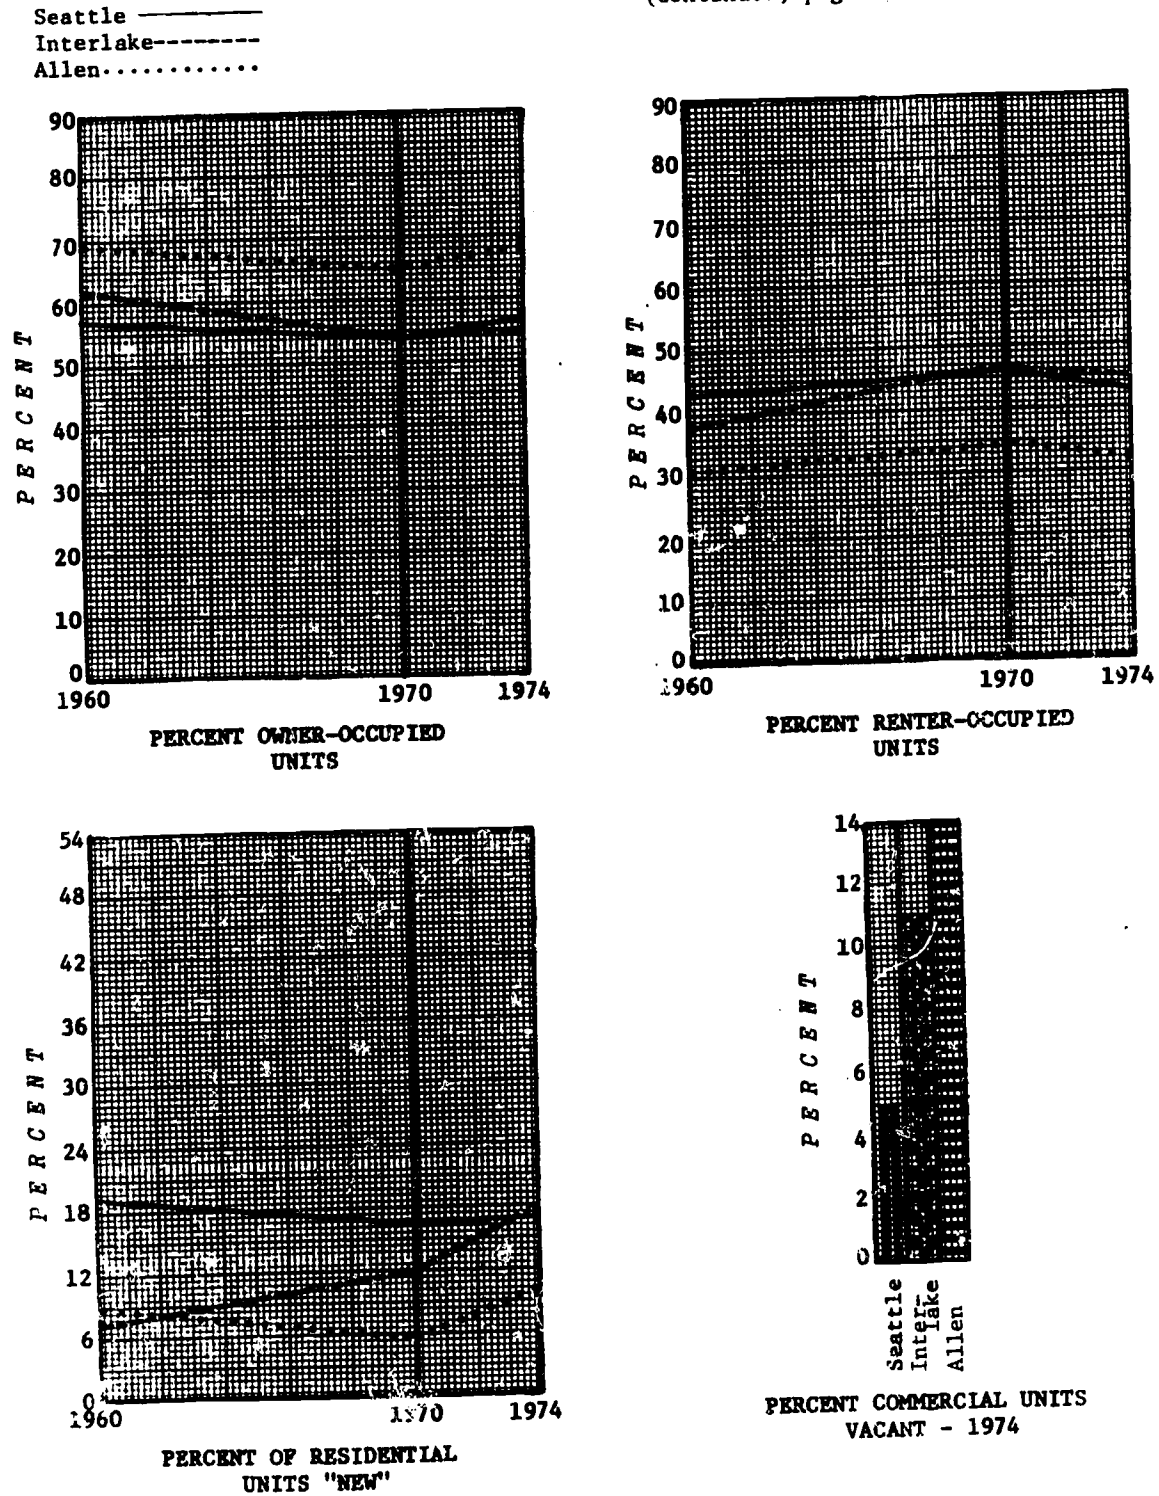 Seattle
Interlake--------
Allen............
90
80
70
60
50
40
30
20
10
0
PERCENT
1960 1970 1974
PERCENT OWNER-OCCUPIED
UNITS
90
80
70
60
50
40
30
20
10
0
PERCENT
1960 1970 1974
PERCENT RENTER-OCCUPIED
UNITS
54
48
42
36
30
24
18
12
6
0
PERCENT
1960 1970 1974
PERCENT OF RESIDENTIAL
UNITS "NEW"
14
12
10
8
6
4
2
0
PERCENT
Seattle
Inter-
lake
Allen
PERCENT COMMERCIAL UNITS
VACANT - 1974